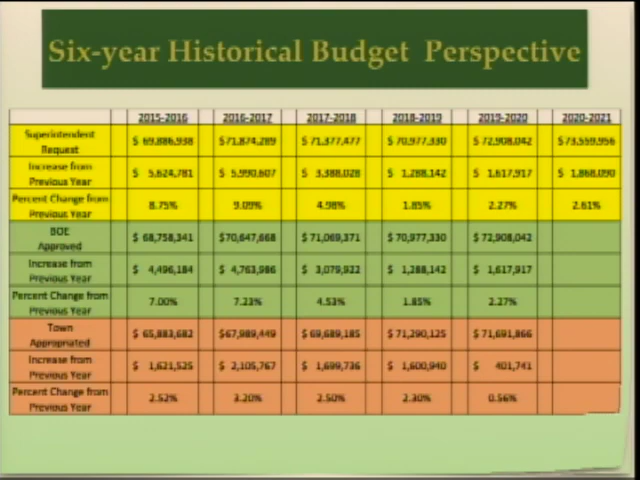 Six-year Historical Budget Perspective
2015-2016 2016-2017 2017-2018 2018-2019 2019-2020 2020-2021
Superintendent Request $ 69,886,938 $71,874,289 $ 71,377,477 $ 70,977,330 $ 72,908,042 $73,559,956
Increase from Previous Year $ 5,624,781 $ 5,990,607 $ 3,388,028 $ 1,288,142 $ 1,617,917 $ 1,868,090
Percent Change from Previous Year 8.75% 9.09% 4.98% 1.85% 2.27% 2.61%
BOE Approved $ 68,758,341 $70,647,668 $ 71,069,371 $ 70,977,330 $ 72,908,042
Increase from Previous Year $ 4,496,184 $ 4,763,986 $ 3,079,922 $ 1,288,142 $ 1,617,917
Percent Change from Previous Year 7.00% 7.23% 4.53% 1.85% 2.27%
Town Appropriated $ 65,883,682 $67,989,449 $ 69,689,185 $ 71,290,125 $ 71,691,866
Increase from Previous Year $ 1,621,525 $ 2,105,767 $ 1,699,736 $ 1,600,940 $ 401,741
Percent Change from Previous Year 2.52% 3.20% 2.50% 2.30% 0.56%